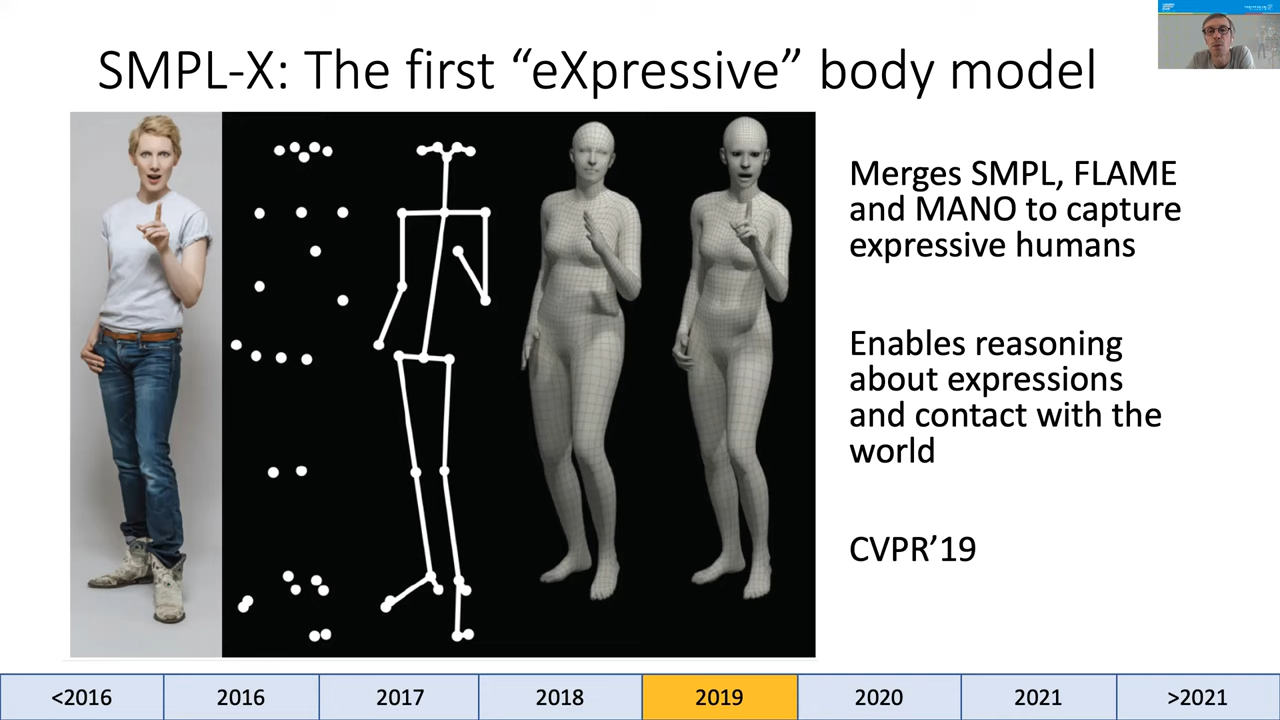 SMPL-X: The first “eXpressive” body model
Merges SMPL, FLAME
and MANO to capture
expressive humans
Enables reasoning
about expressions
and contact with the
world
CVPR’19
<2016
2016
2017
2018
2019
2020
2021
>2021